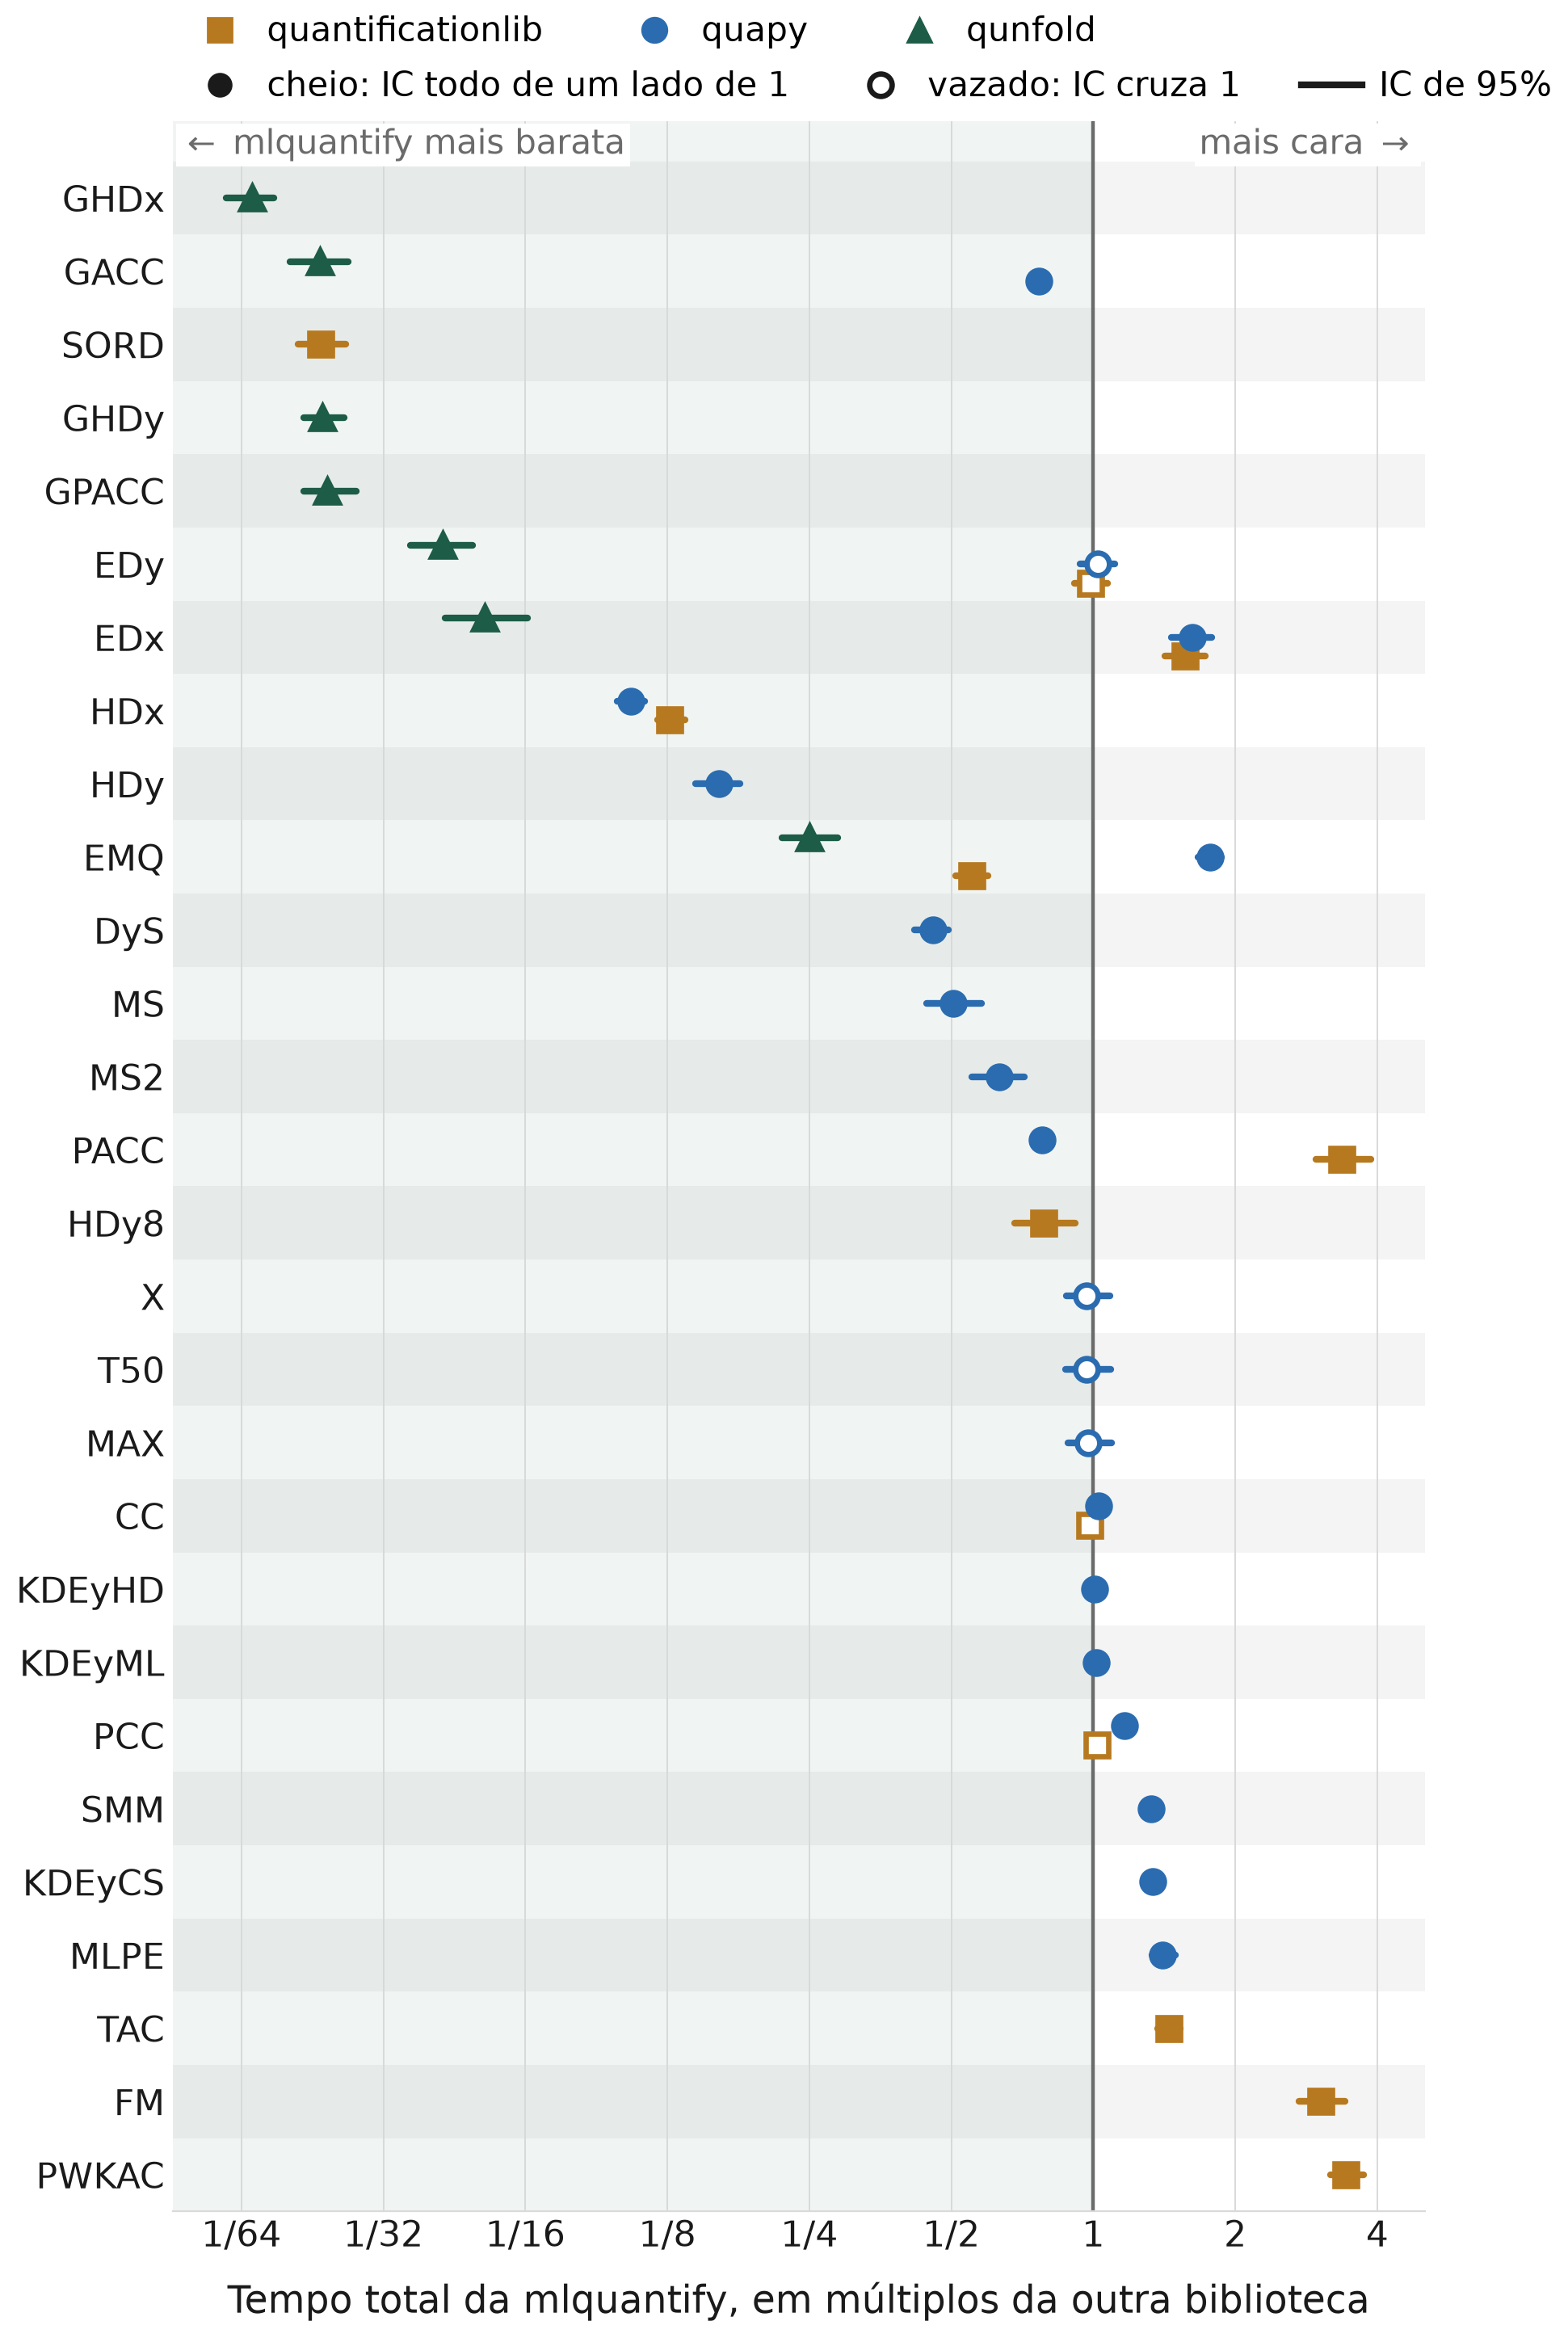 quantificationlib quapy qunfold
cheio: IC todo de um lado de 1 vazado: IC cruza 1 IC de 95%
← mlquantify mais barata mais cara →
GHDx
GACC
SORD
GHDy
GPACC
EDy
EDx
HDx
HDy
EMQ
DyS
MS
MS2
PACC
HDy8
X
T50
MAX
CC
KDEyHD
KDEyML
PCC
SMM
KDEyCS
MLPE
TAC
FM
PWKAC
1/64 1/32 1/16 1/8 1/4 1/2 1 2 4
Tempo total da mlquantify, em múltiplos da outra biblioteca